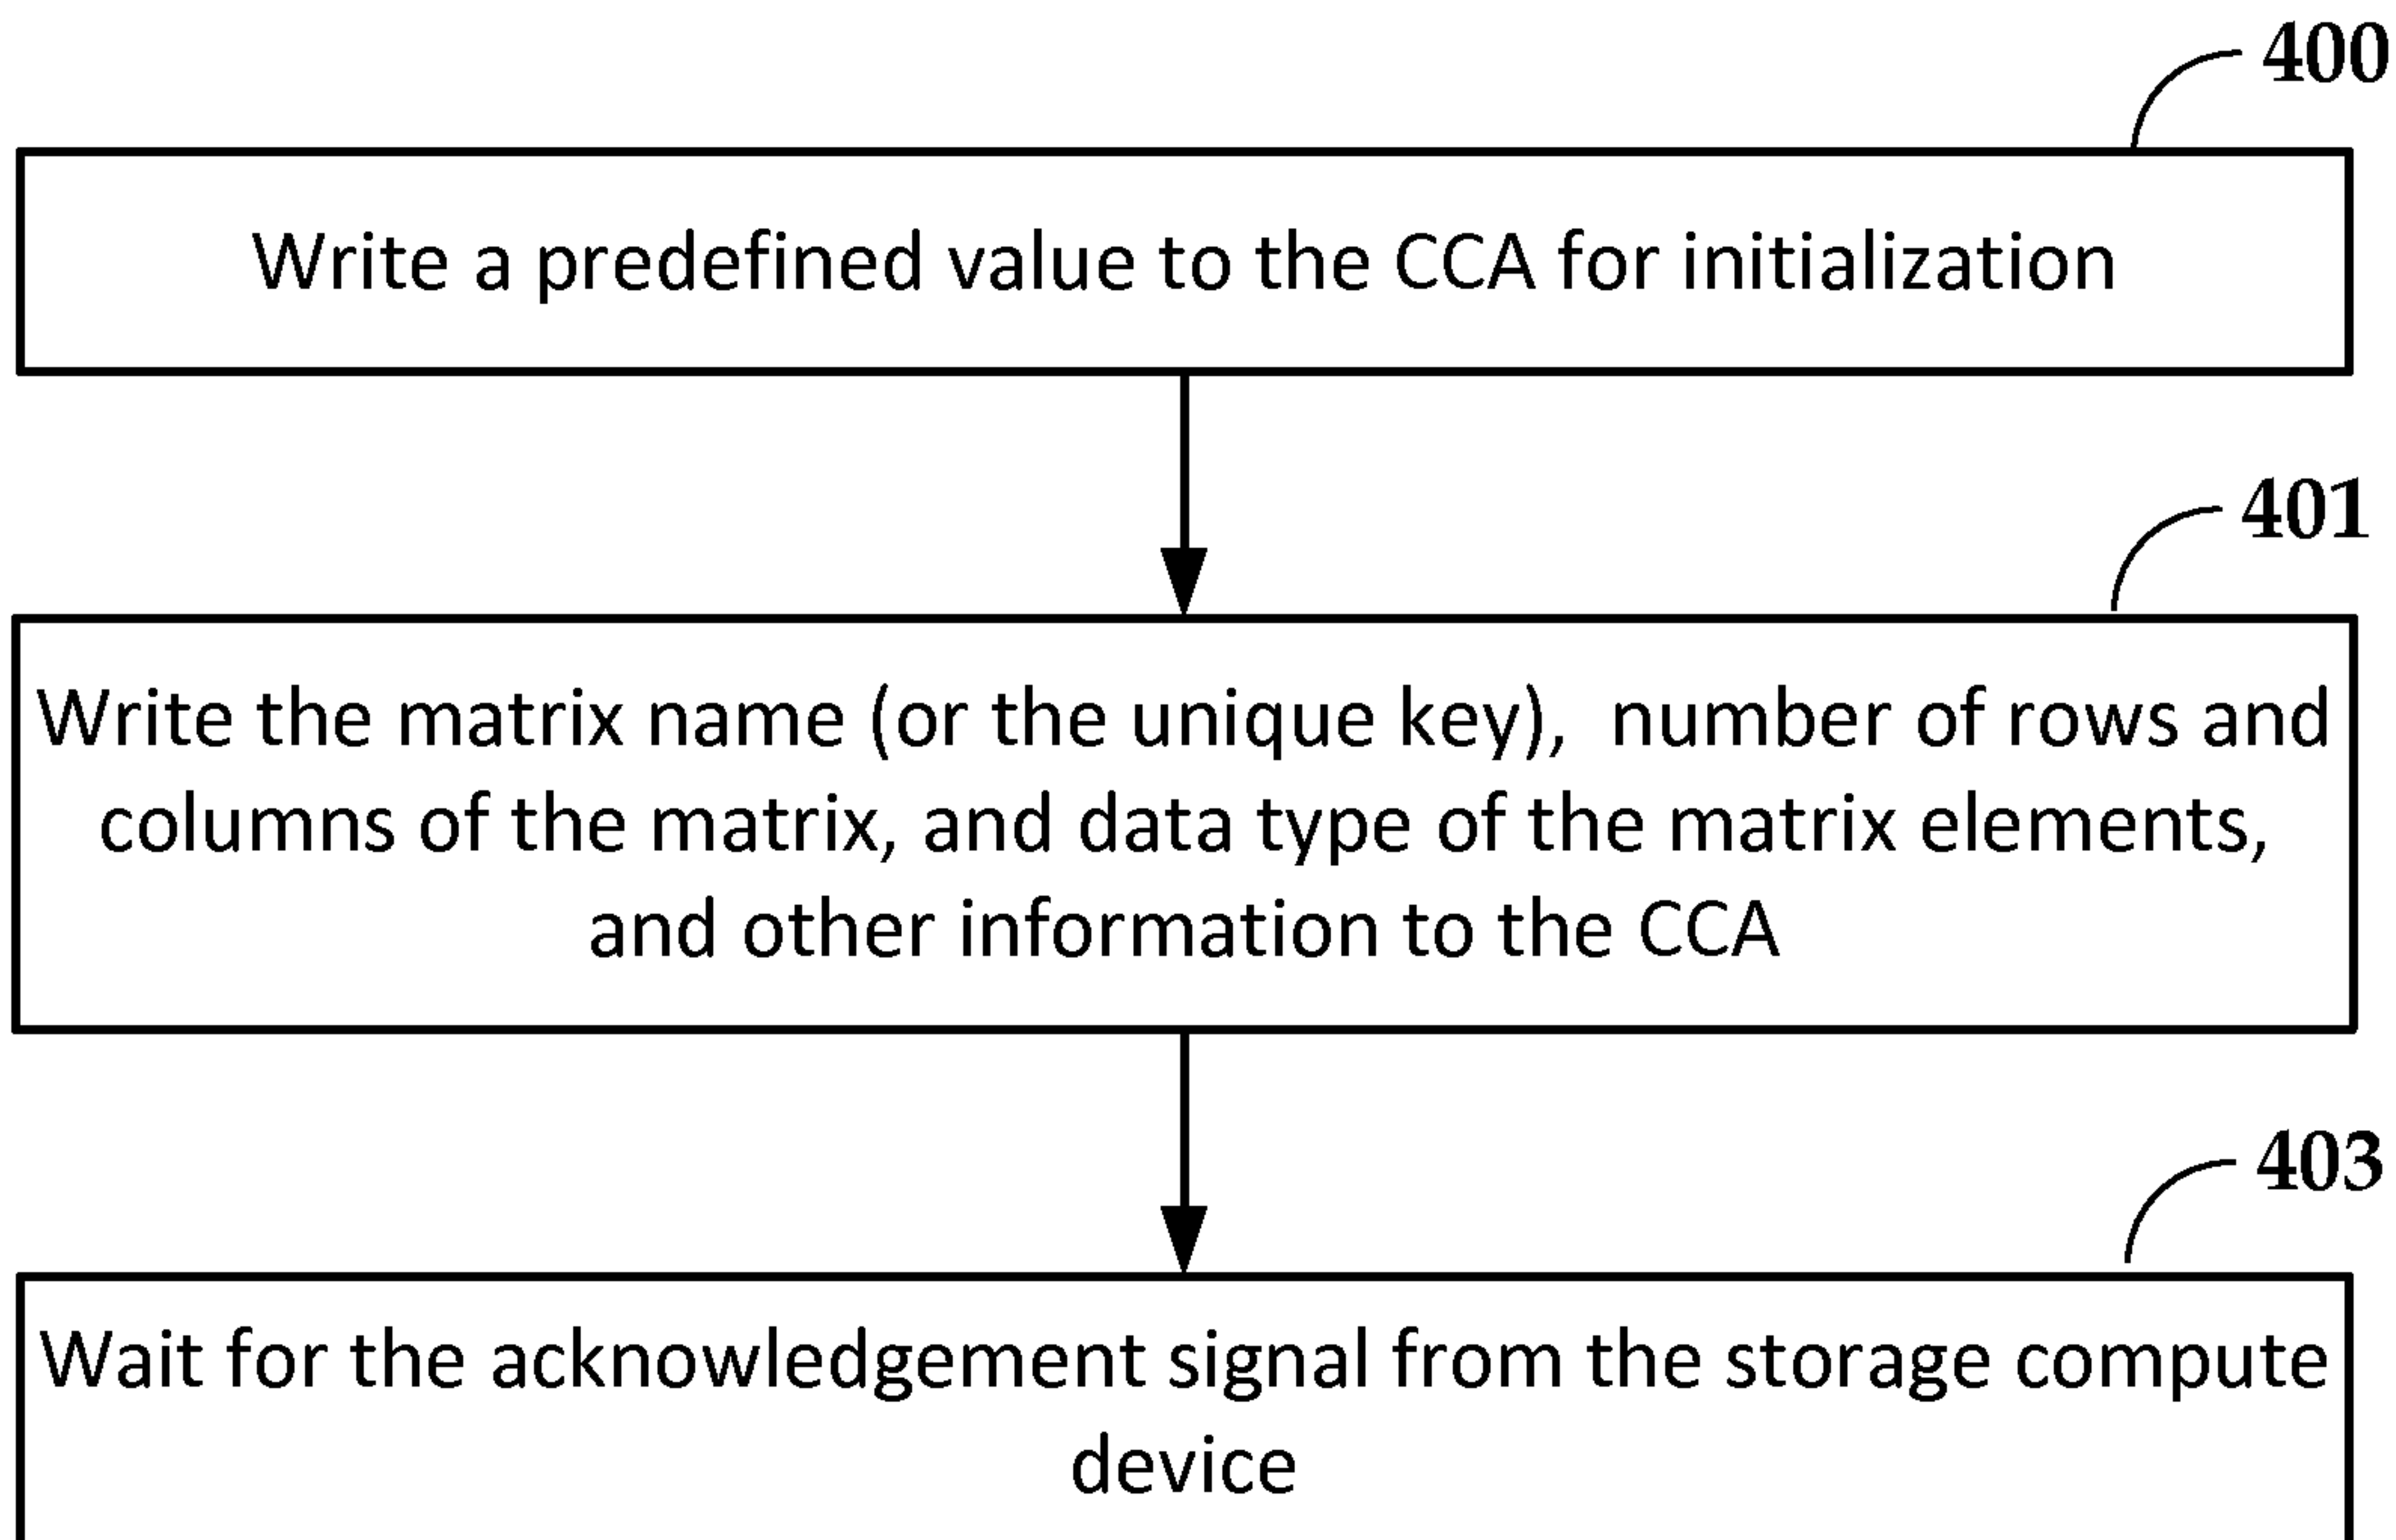 400
Write a predefined value to the CCA for initialization
401
Write the matrix name (or the unique key),  number of rows and
columns of the matrix, and data type of the matrix elements,
and other information to the CCA
403
Wait for the acknowledgement signal from the storage compute
device